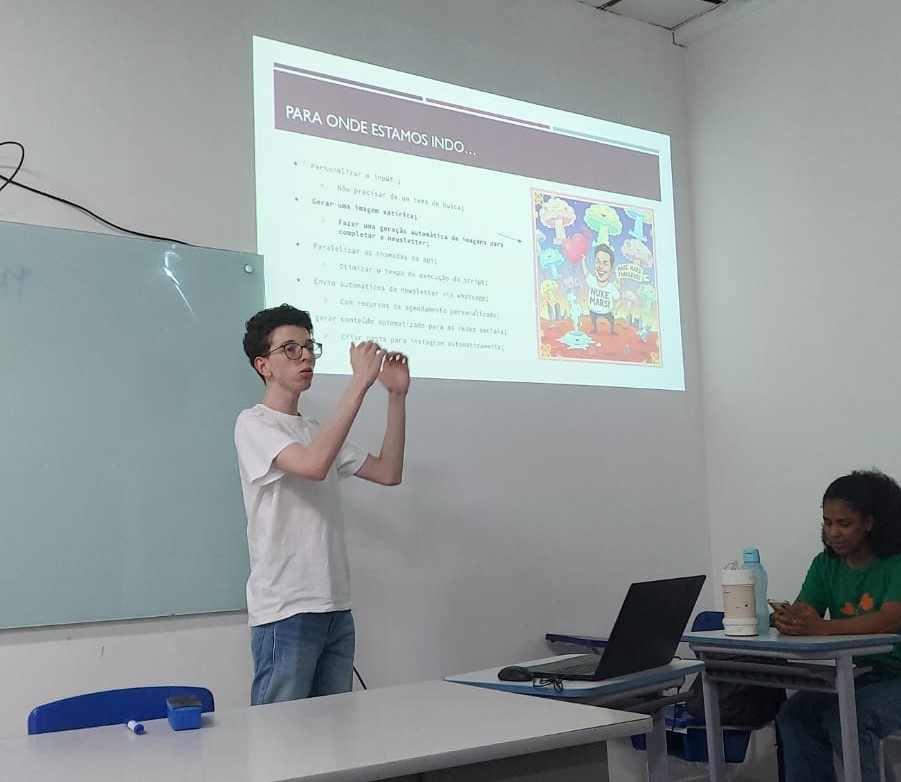 PARA ONDE ESTAMOS INDO...
Personalizar o input ;
Não precisar de um tema de busca;
Gerar uma imagem satírica;
Fazer uma geração automática de imagens para
completar a newsletter;
Paralelizar as chamadas da api;
Otimizar o tempo de execução do script;
Envio automático da newsletter via whatsapp;
Com recursos de agendamento personalizado;
gerar conteúdo automatizado para as redes sociais;
Criar posts para instagram automaticamente;
NUKE
MARS!